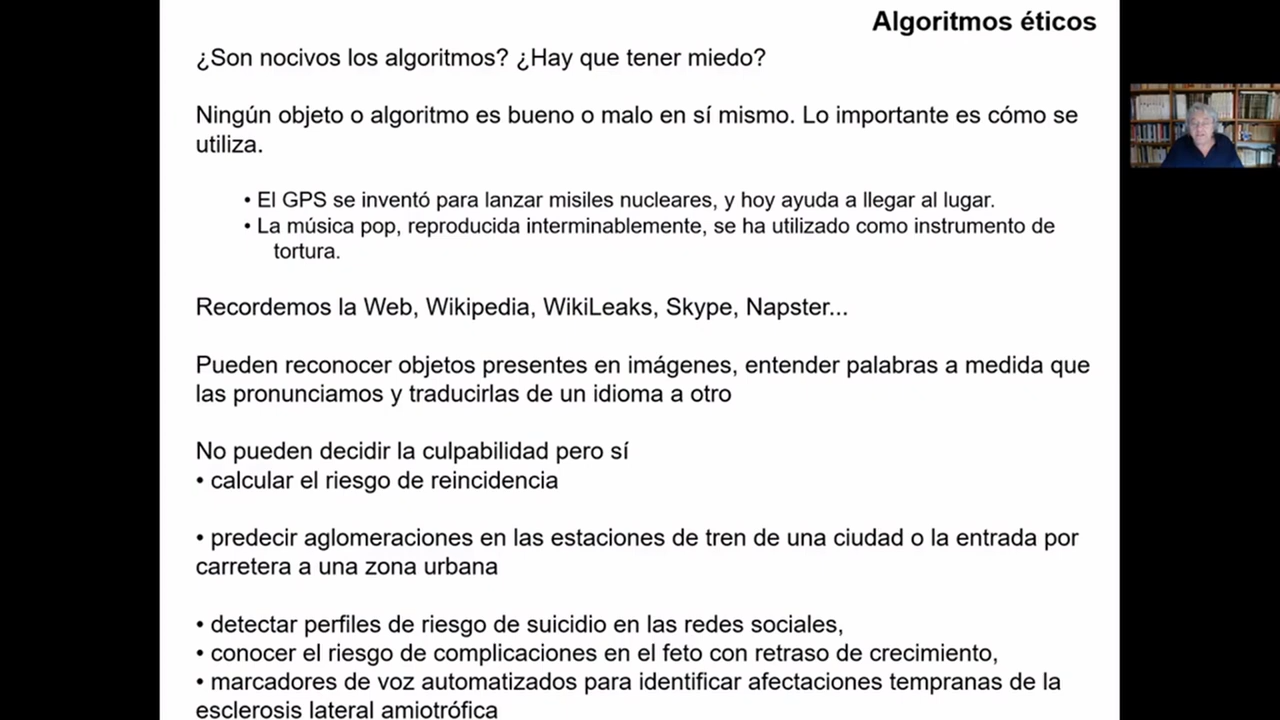 Algoritmos éticos
¿Son nocivos los algoritmos? ¿Hay que tener miedo?
Ningún objeto o algoritmo es bueno o malo en sí mismo. Lo importante es cómo se
utiliza.
• El GPS se inventó para lanzar misiles nucleares, y hoy ayuda a llegar al lugar.
• La música pop, reproducida interminablemente, se ha utilizado como instrumento de
tortura.
Recordemos la Web, Wikipedia, WikiLeaks, Skype, Napster...
Pueden reconocer objetos presentes en imágenes, entender palabras a medida que
las pronunciamos y traducirlas de un idioma a otro
No pueden decidir la culpabilidad pero sí
• calcular el riesgo de reincidencia
• predecir aglomeraciones en las estaciones de tren de una ciudad o la entrada por
carretera a una zona urbana
• detectar perfiles de riesgo de suicidio en las redes sociales,
• conocer el riesgo de complicaciones en el feto con retraso de crecimiento,
• marcadores de voz automatizados para identificar afectaciones tempranas de la
esclerosis lateral amiotrófica